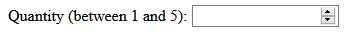 Quantity (between 1 and 5):